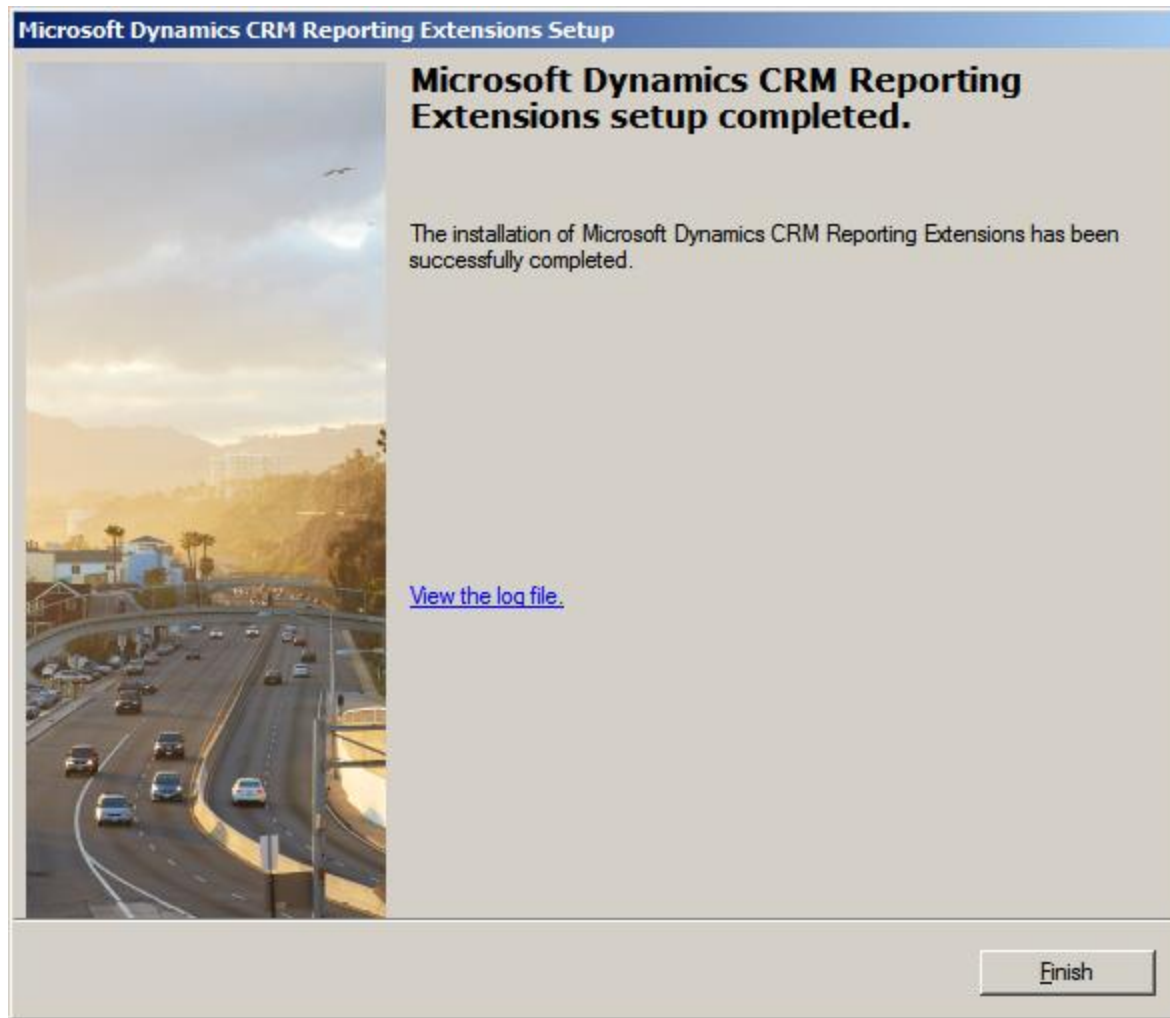 Microsoft Dynamics CRM Reporting Extensions Setup
Microsoft Dynamics CRM Reporting
Extensions setup completed.
The installation of Microsoft Dynamics CRM Reporting Extensions has been
successfully completed.
View the log file.
Finish